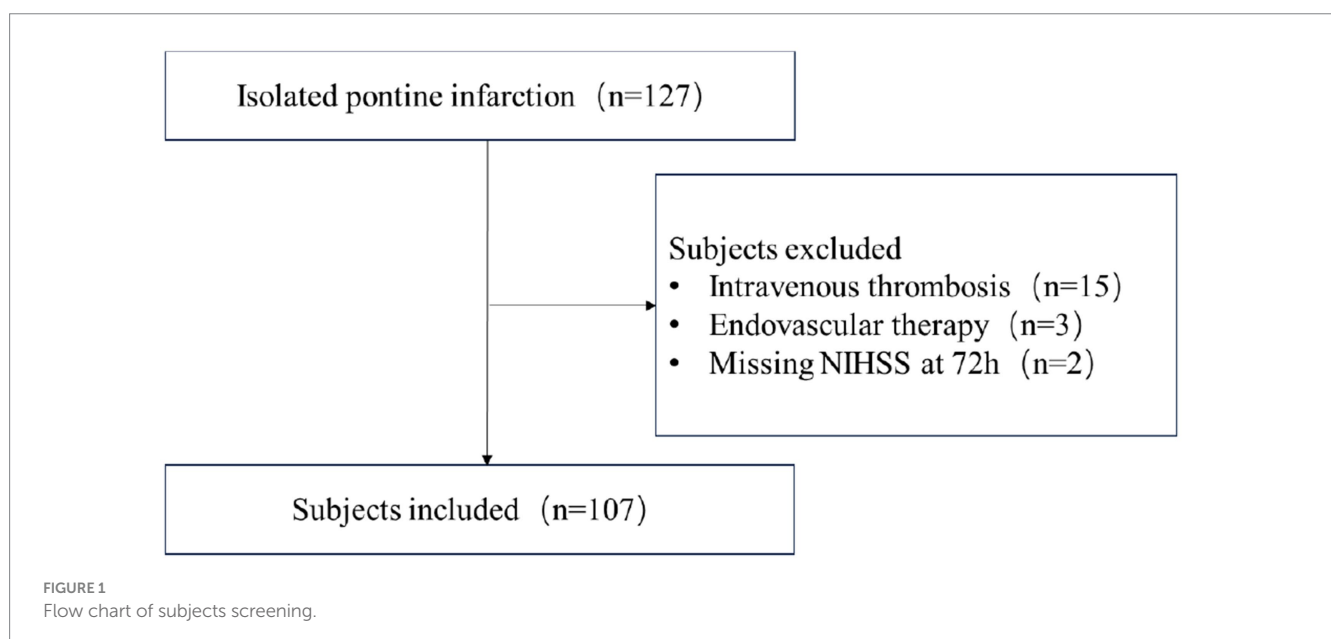 Isolated pontine infarction (n=127)
Subjects excluded
• Intravenous thrombosis (n=15)
• Endovascular therapy (n=3)
• Missing NIHSS at 72h (n=2)
Subjects included (n=107)
FIGURE 1
Flow chart of subjects screening.